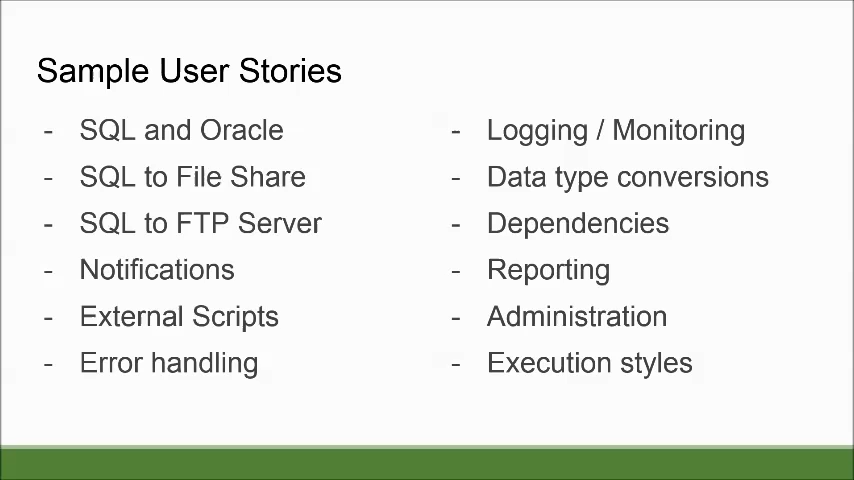 Sample User Stories
- SQL and Oracle
- SQL to File Share
- SQL to FTP Server
- Notifications
- External Scripts
- Error handling
- Logging / Monitoring
- Data type conversions
- Dependencies
- Reporting
- Administration
- Execution styles